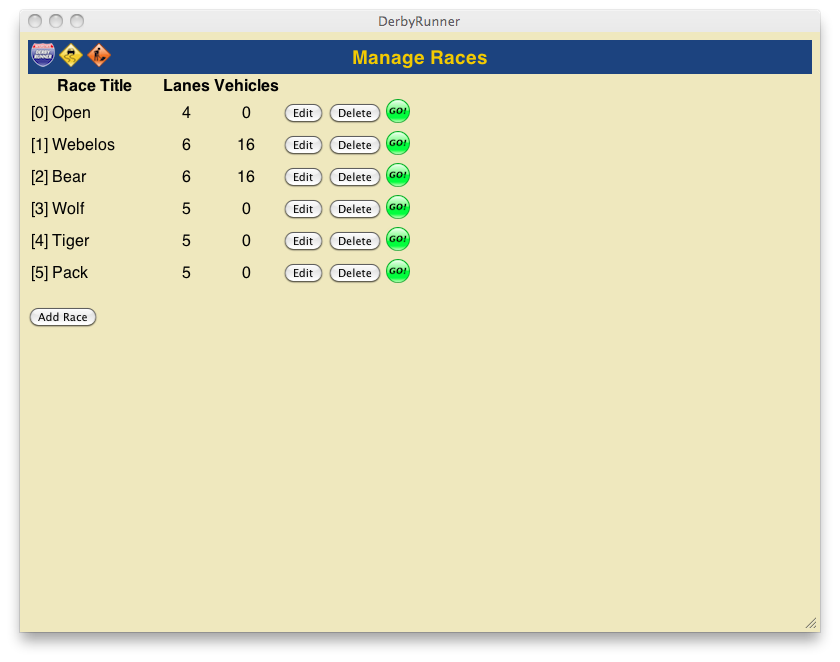 DerbyRunner
DERBY RUNNER
Manage Races
Race Title Lanes Vehicles
[0] Open 4 0 Edit Delete GO!
[1] Webelos 6 16 Edit Delete GO!
[2] Bear 6 16 Edit Delete GO!
[3] Wolf 5 0 Edit Delete GO!
[4] Tiger 5 0 Edit Delete GO!
[5] Pack 5 0 Edit Delete GO!
Add Race